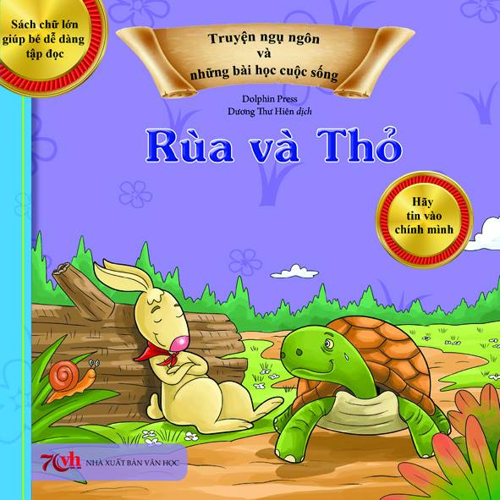 Sách chữ lớn
giúp bé dễ dàng
tập đọc
Truyện ngụ ngôn
và
những bài học cuộc sống
Dolphin Press
Dương Thư Hiên dịch
Rùa và Thỏ
Hãy
tin vào
chính mình
NHÀ XUẤT BẢN VĂN HỌC